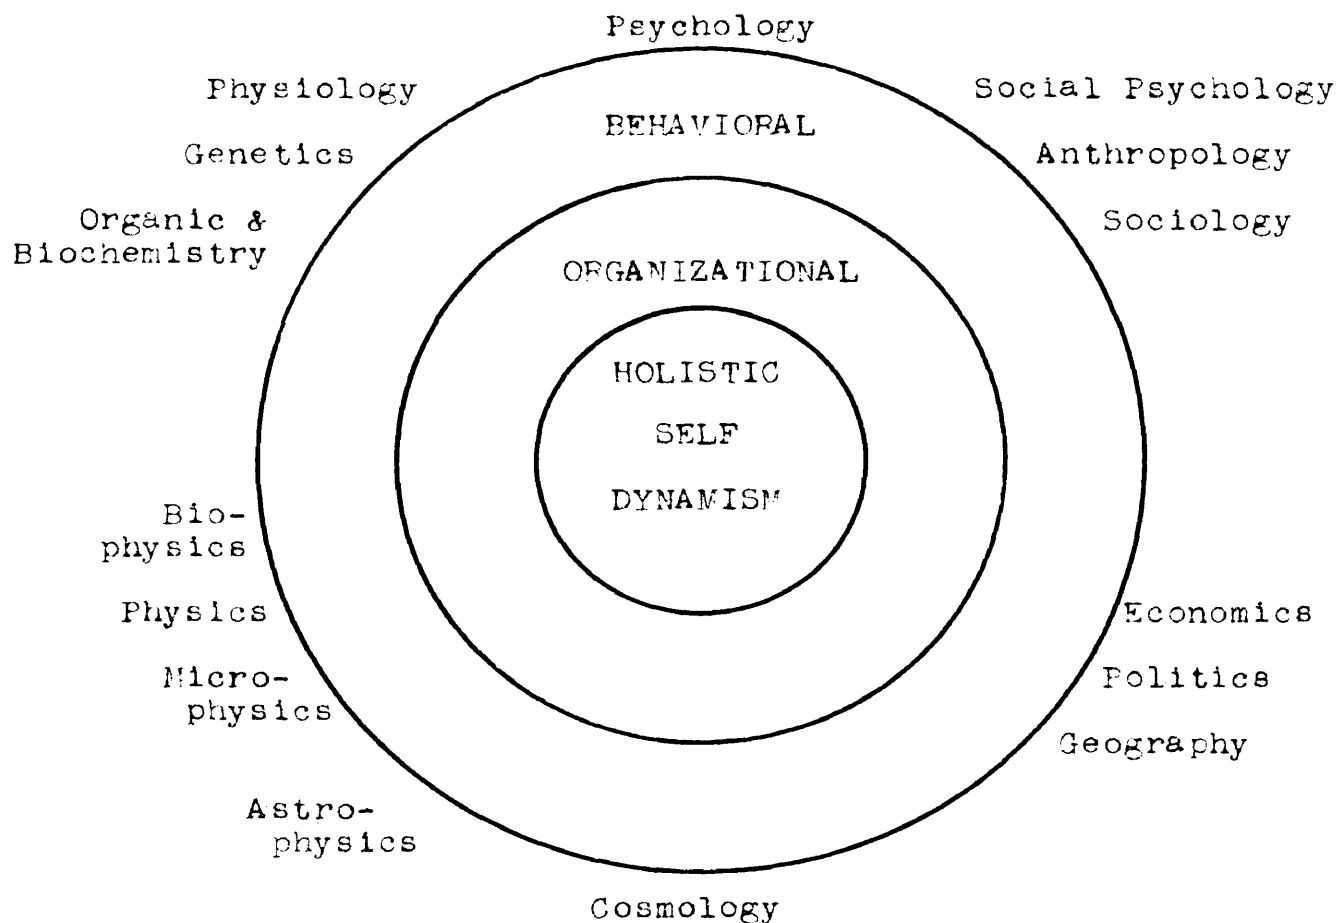 Psychology
Physiology
Social Psychology
BEHAVIORAL
Genetics
Anthropology
Organic &
Biochemistry
Sociology
ORGANIZATIONAL
HOLISTIC
SELF
DYNAMISM
Bio-
physics
Physics
Economics
Micro-
physics
Politics
Geography
Astro-
physics
Cosmology